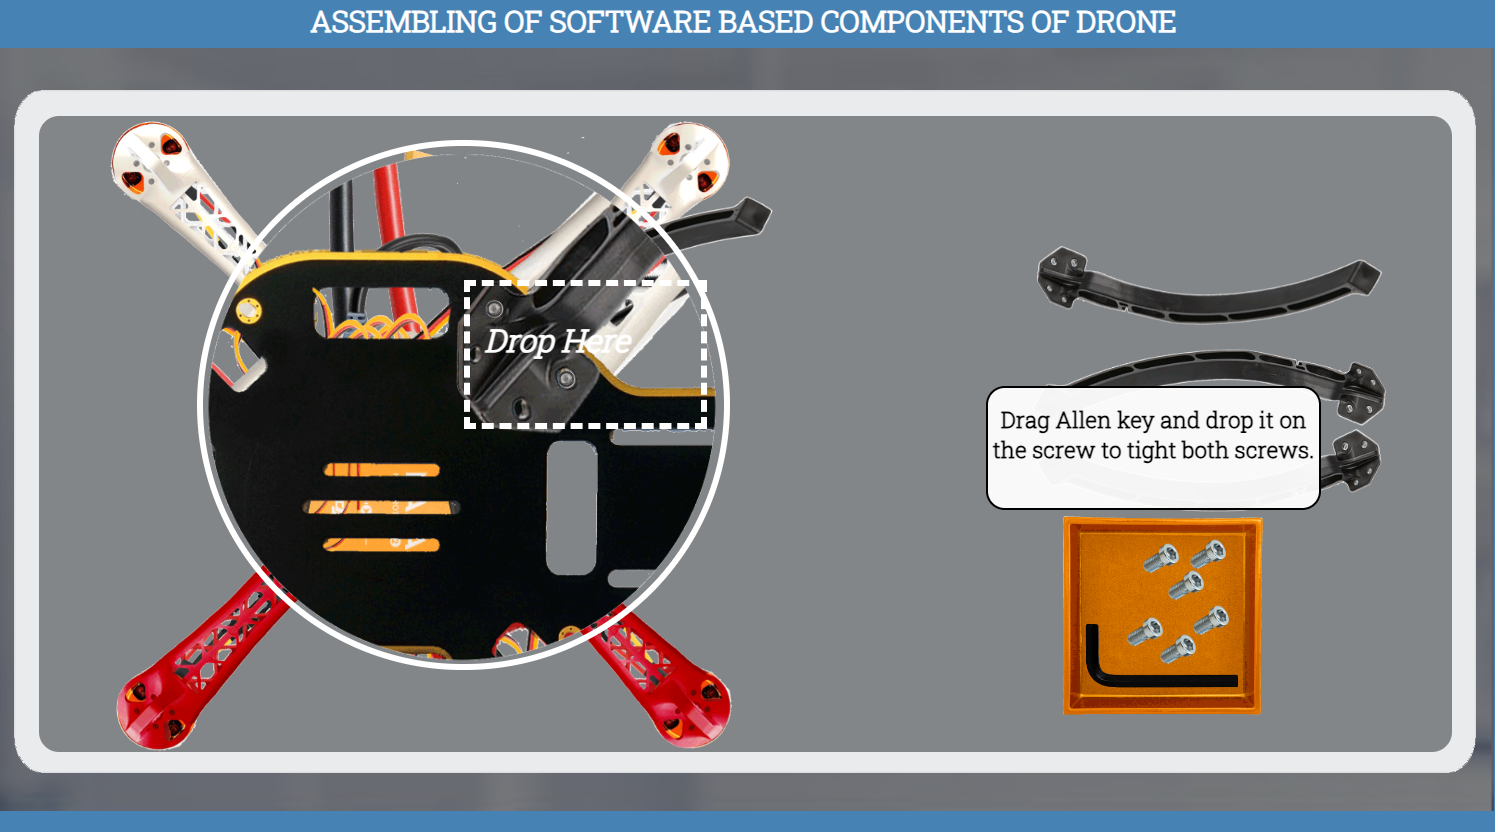 ASSEMBLING OF SOFTWARE BASED COMPONENTS OF DRONE
Drop Here
Drag Allen key and drop it on
the screw to tight both screws.